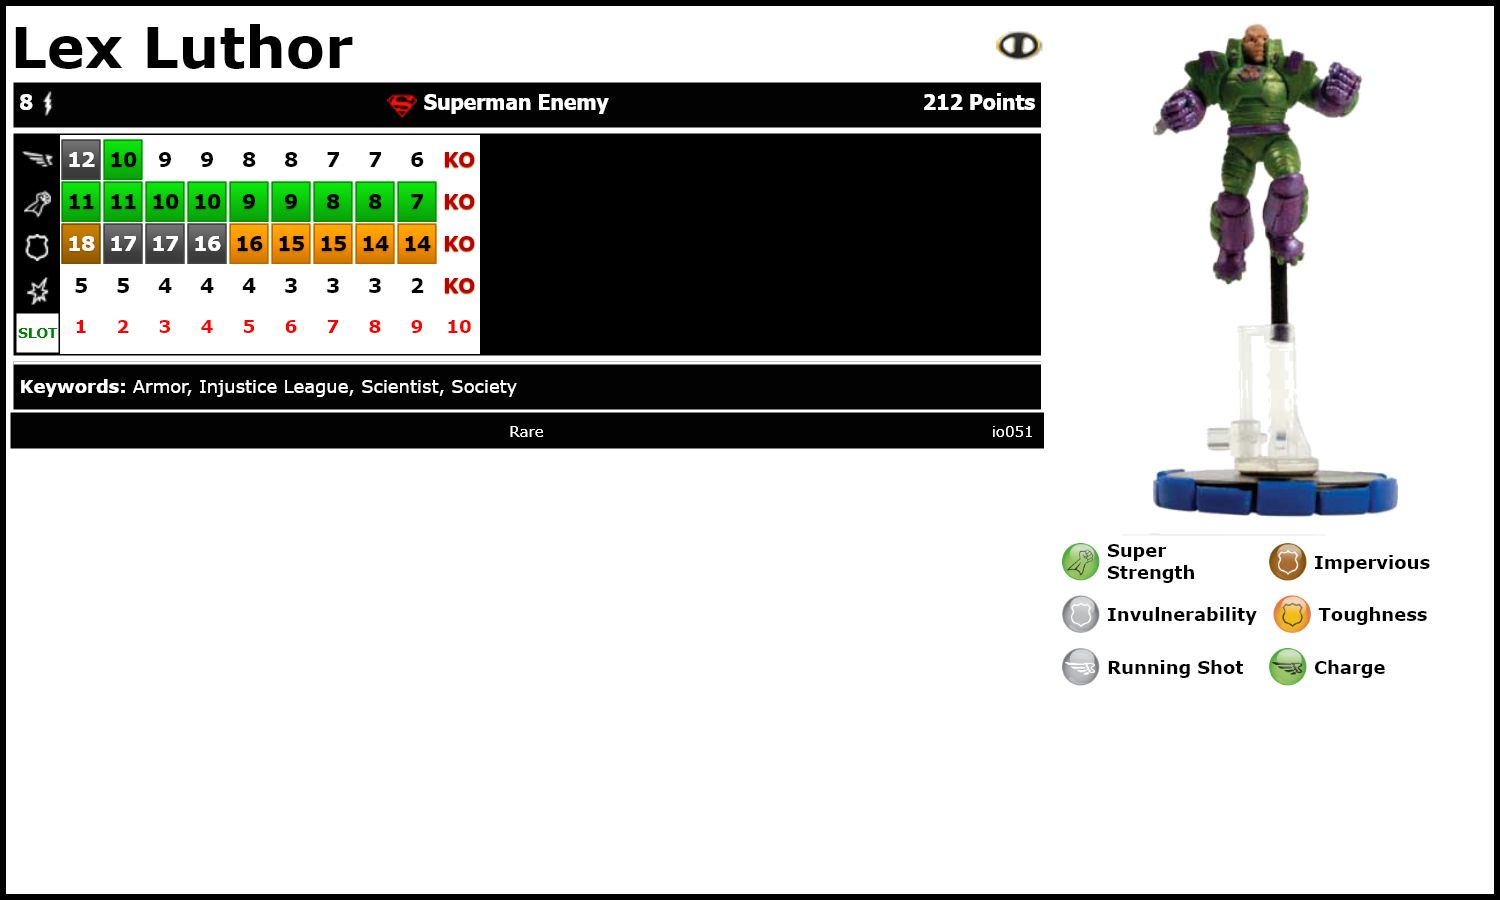 Lex Luthor
8 Superman Enemy 212 Points
12 10 9 9 8 8 7 7 6 KO
11 11 10 10 9 9 8 8 7 KO
18 17 17 16 16 15 15 14 14 KO
5 5 4 4 4 3 3 3 2 KO
SLOT 1 2 3 4 5 6 7 8 9 10
Keywords: Armor, Injustice League, Scientist, Society
Rare io051
Super
Strength
Impervious
Invulnerability Toughness
Running Shot Charge